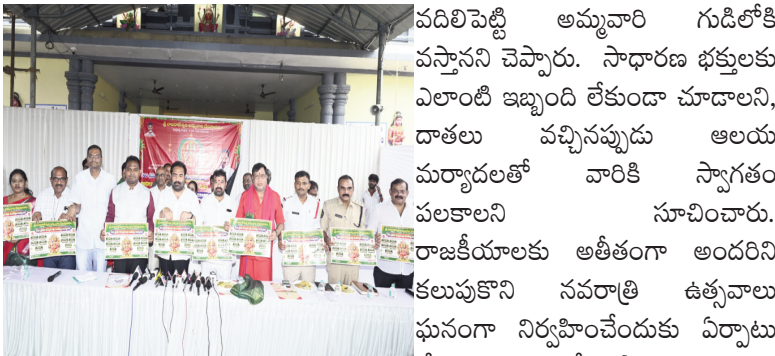 వదిలిపెట్టి అమ్మవారి గుడిలోకి
వస్తానని చెప్పారు. సాధారణ భక్తులకు
ఎలాంటి ఇబ్బంది లేకుండా చూడాలని,
దాతలు వచ్చినప్పుడు ఆలయ
మర్యాదలతో వారికి స్వాగతం
పలకాలని సూచించారు.
రాజకీయాలకు అతీతంగా అందరిని
కలుపుకొని నవరాత్రి ఉత్సవాలు
ఘనంగా నిర్వహించేందుకు ఏర్పాటు